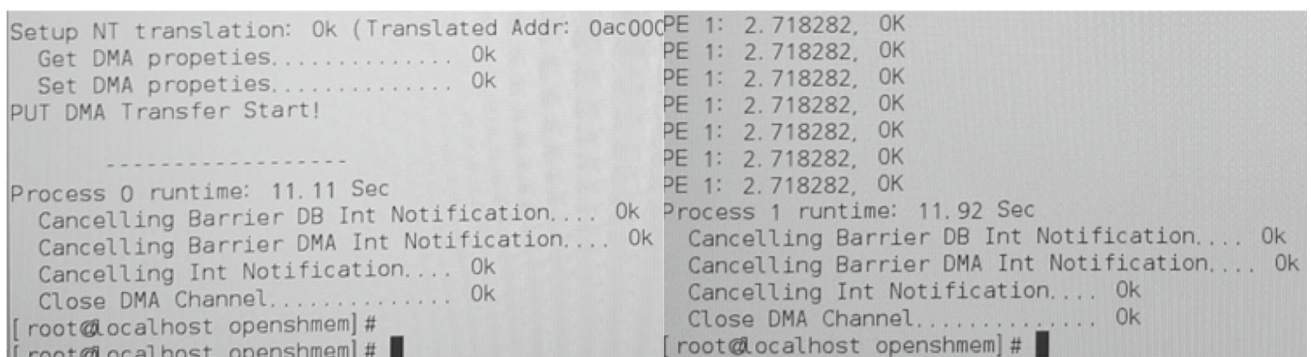 Setup NT translation: Ok (Translated Addr: 0ac000
Get DMA propeties.............. Ok
Set DMA propeties.............. Ok
PUT DMA Transfer Start!
------------------
Process 0 runtime: 11.11 Sec
Cancelling Barrier DB Int Notification.... Ok
Cancelling Barrier DMA Int Notification.... Ok
Cancelling Int Notification.... Ok
Close DMA Channel.............. Ok
[root@localhost openshmem]#
[root@localhost openshmem]#
PE 1: 2.718282, OK
PE 1: 2.718282, OK
PE 1: 2.718282, OK
PE 1: 2.718282, OK
PE 1: 2.718282, OK
PE 1: 2.718282, OK
PE 1: 2.718282, OK
Process 1 runtime: 11.92 Sec
Cancelling Barrier DB Int Notification.... Ok
Cancelling Barrier DMA Int Notification.... Ok
Cancelling Int Notification.... Ok
Close DMA Channel.............. Ok
[root@localhost openshmem]#